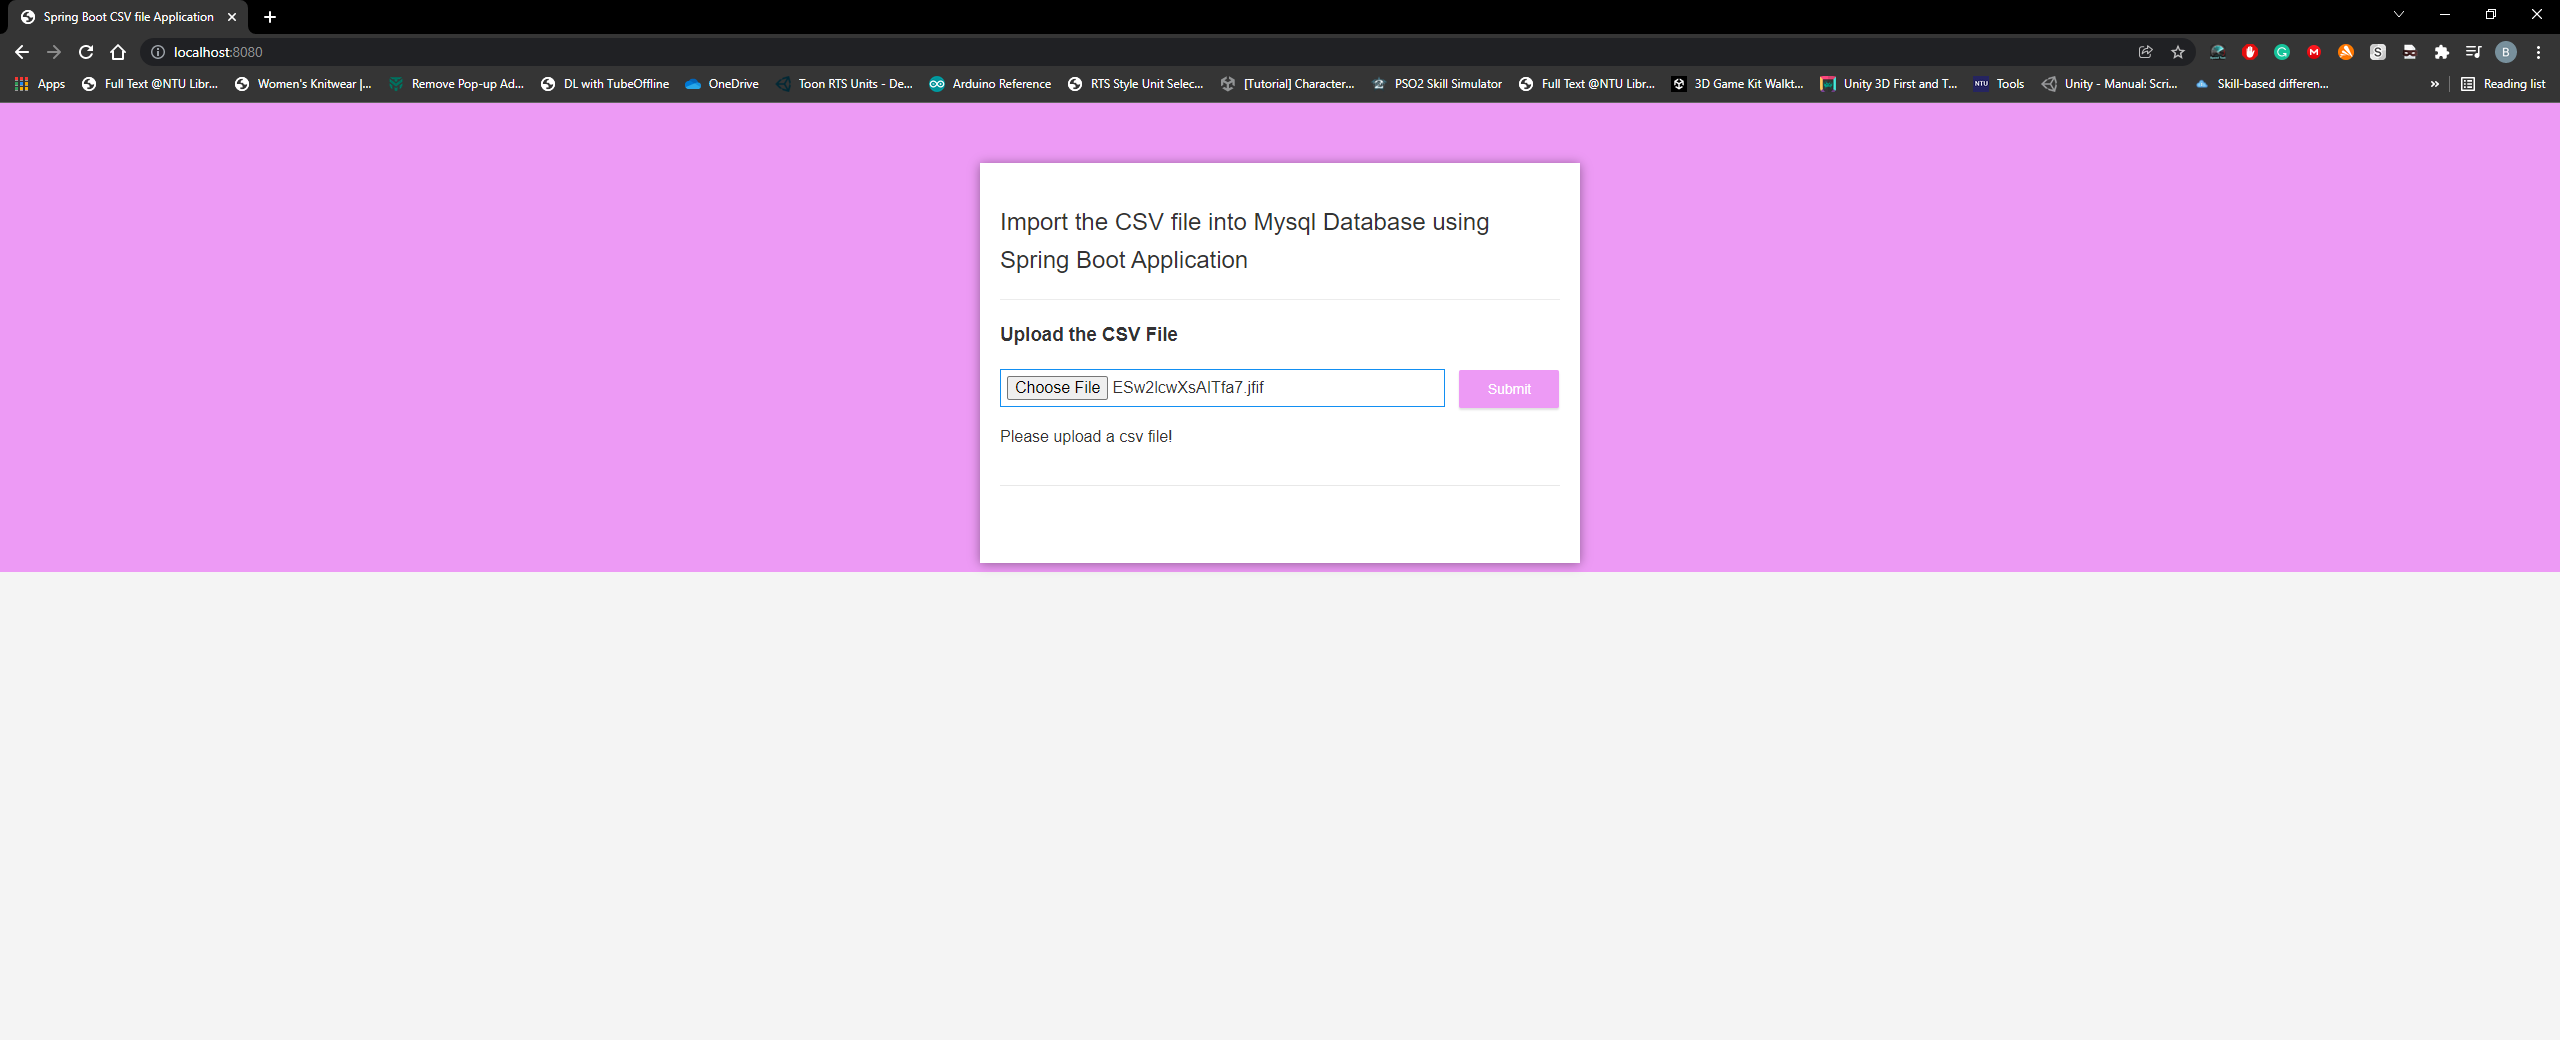 Spring Boot CSV file Application
localhost:8080
Apps
Full Text @NTU Libr...
Women's Knitwear |...
Remove Pop-up Ad...
DL with TubeOffline
OneDrive
Toon RTS Units - De...
Arduino Reference
RTS Style Unit Selec...
[Tutorial] Character...
PSO2 Skill Simulator
Full Text @NTU Libr...
3D Game Kit Walkt...
Unity 3D First and T...
NTU
Tools
Unity - Manual: Scri...
Skill-based differen...
»
Reading list
B
Import the CSV file into Mysql Database using
Spring Boot Application
Upload the CSV File
Choose File
Submit
Please upload a csv file!